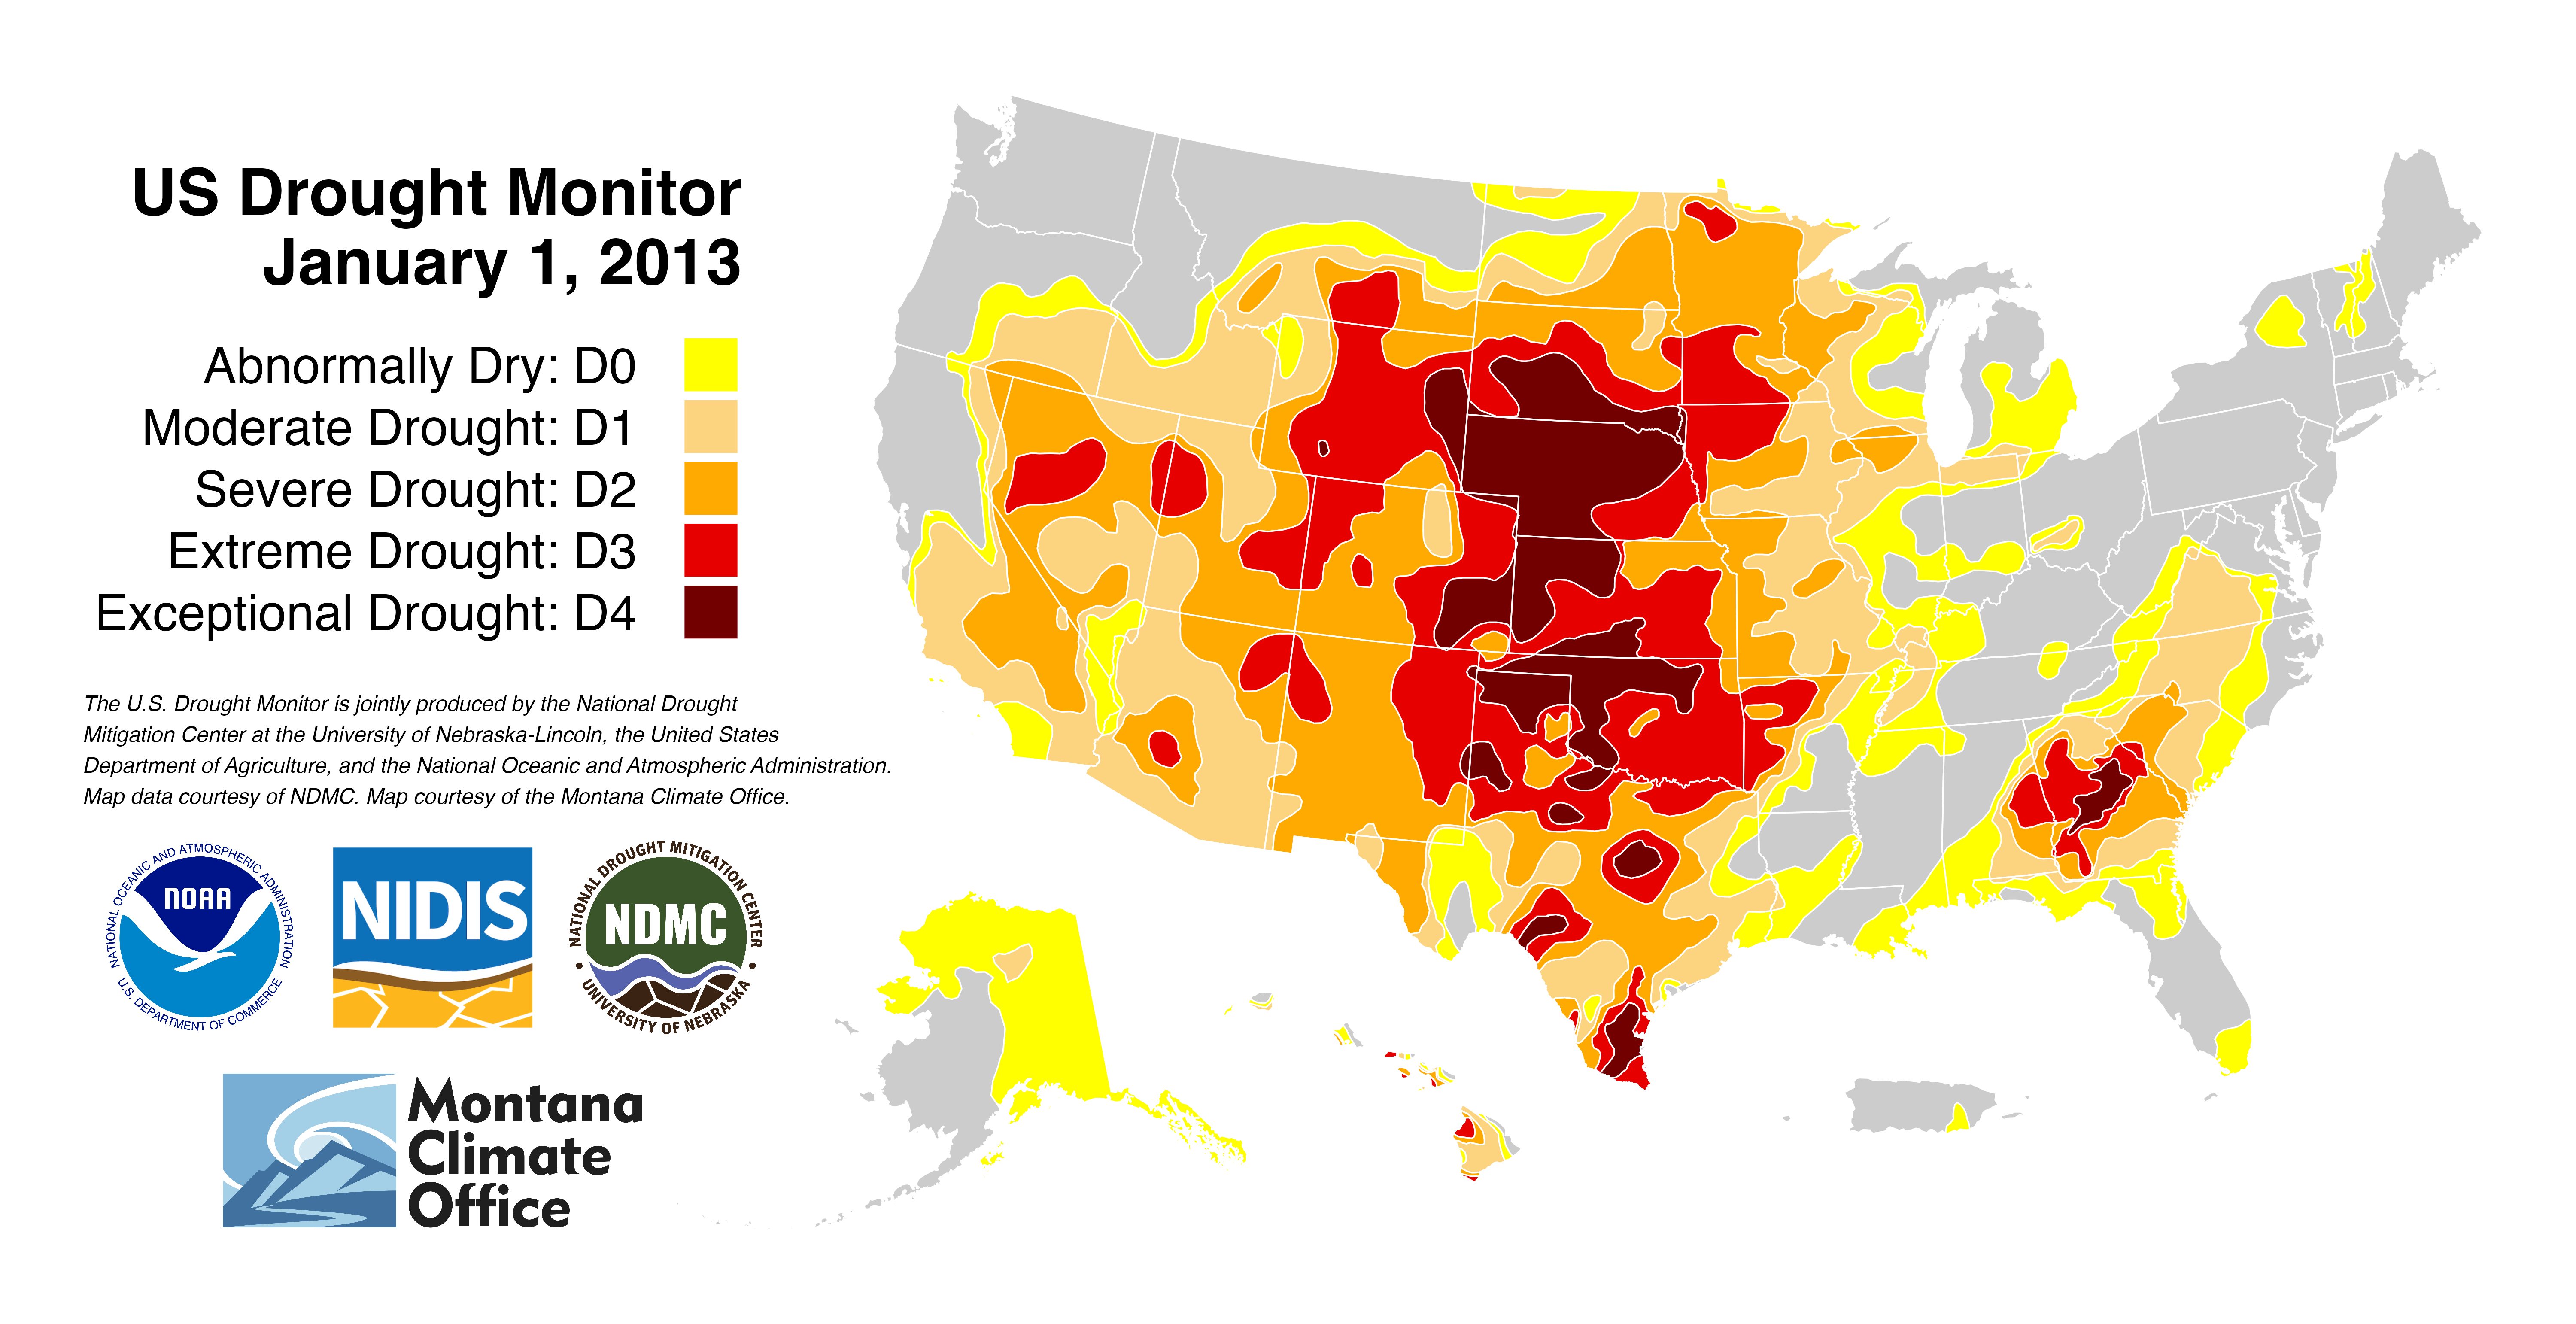 US Drought Monitor
January 1, 2013
Abnormally Dry: D0
Moderate Drought: D1
Severe Drought: D2
Extreme Drought: D3
Exceptional Drought: D4
The U.S. Drought Monitor is jointly produced by the National Drought
Mitigation Center at the University of Nebraska-Lincoln, the United States
Department of Agriculture, and the National Oceanic and Atmospheric Administration.
Map data courtesy of NDMC. Map courtesy of the Montana Climate Office.
NATIONAL OCEANIC AND ATMOSPHERIC ADMINISTRATION
NOAA
U.S. DEPARTMENT OF COMMERCE
NIDIS
NATIONAL DROUGHT MITIGATION CENTER
NDMC
UNIVERSITY OF NEBRASKA
Montana
Climate
Office